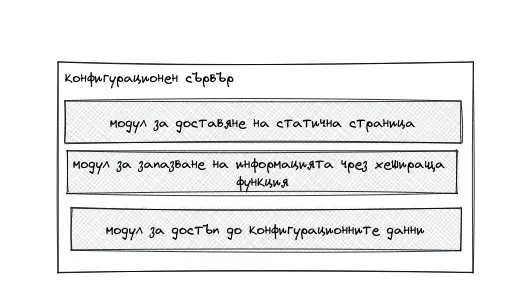 конфигурационен сървър
модул за доставяне на статична страница
модул за запазване на информацията чрез хешираща
функция
модул за достъп до конфигурационните данни